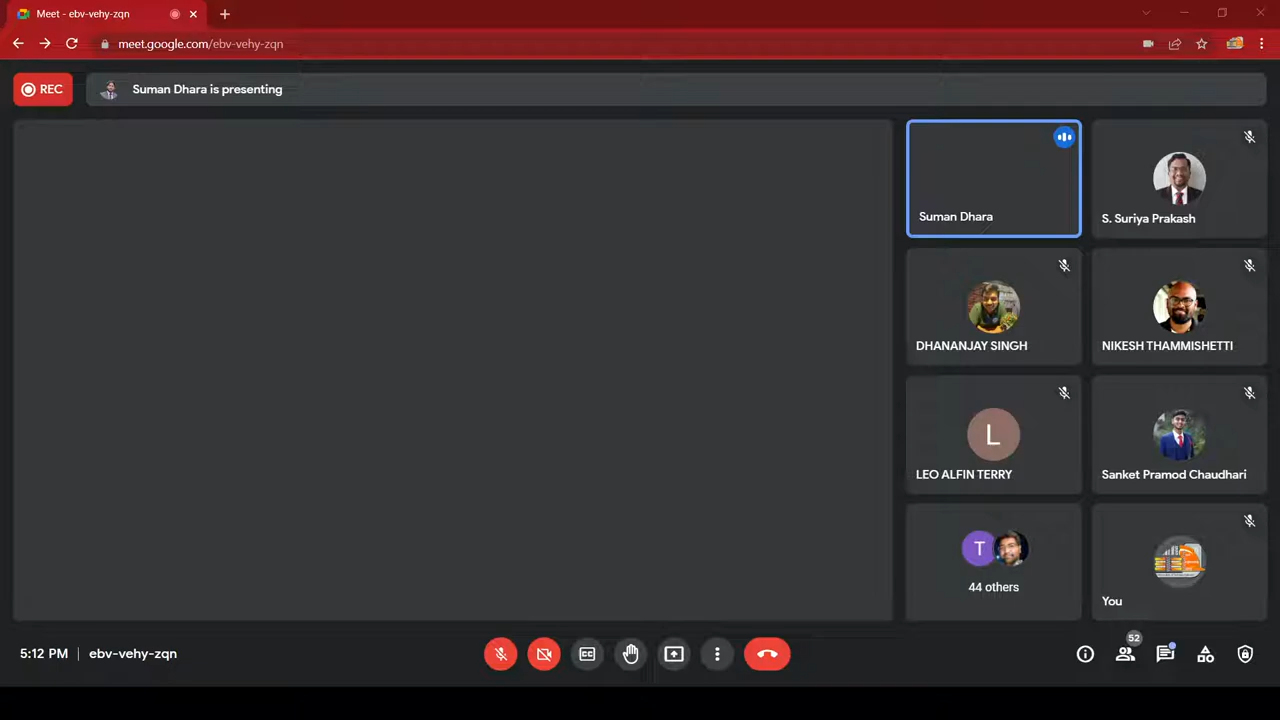 Meet - ebv-vehy-zqn
meet.google.com/ebv-vehy-zqn
REC
Suman Dhara is presenting
Suman Dhara
S. Suriya Prakash
DHANANJAY SINGH
NIKESH THAMMISHETTI
L
LEO ALFIN TERRY
Sanket Pramod Chaudhari
T
44 others
You
5:12 PM | ebv-vehy-zqn
CC
52